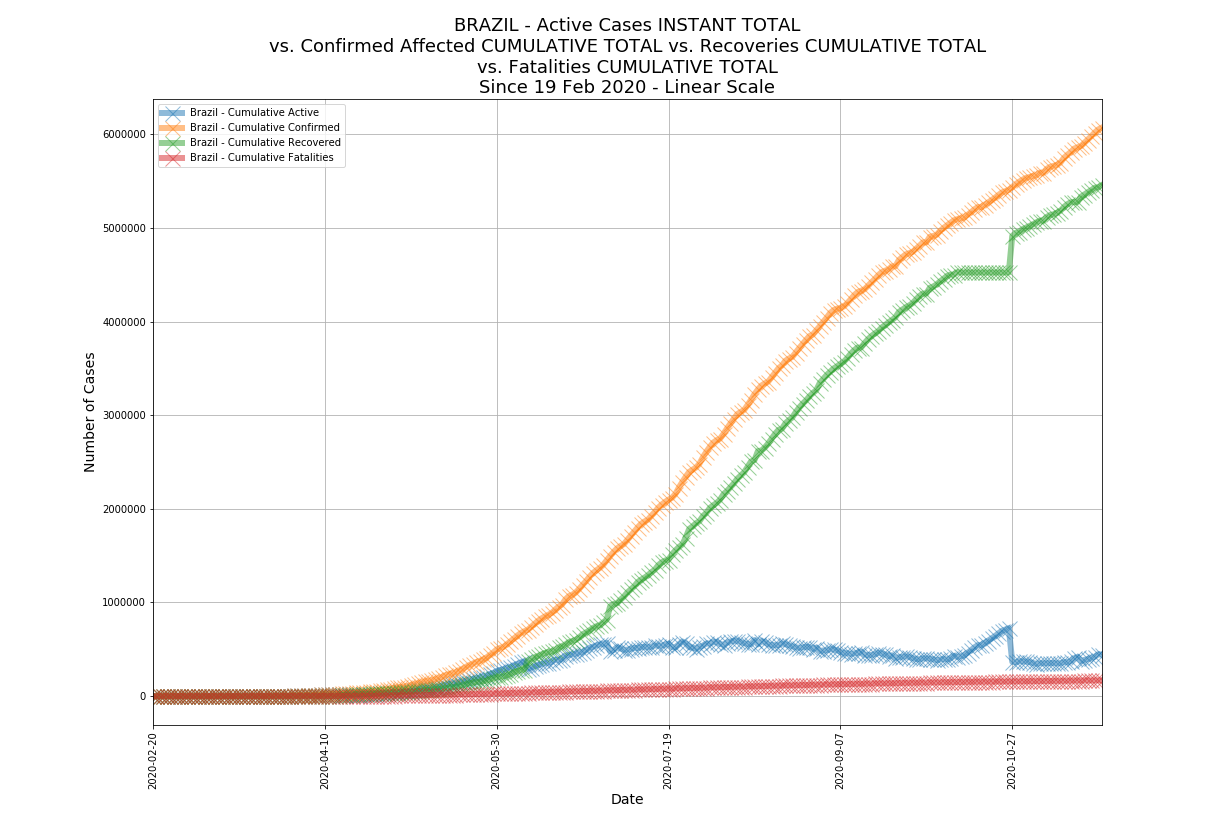 BRAZIL - Active Cases INSTANT TOTAL
vs. Confirmed Affected CUMULATIVE TOTAL vs. Recoveries CUMULATIVE TOTAL
vs. Fatalities CUMULATIVE TOTAL
Since 19 Feb 2020 - Linear Scale
Brazil - Cumulative Active
Brazil - Cumulative Confirmed
Brazil - Cumulative Recovered
Brazil - Cumulative Fatalities
Number of Cases
6000000
5000000
4000000
3000000
2000000
1000000
0
2020-02-20
2020-04-10
2020-05-30
2020-07-19
2020-09-07
2020-10-27
Date